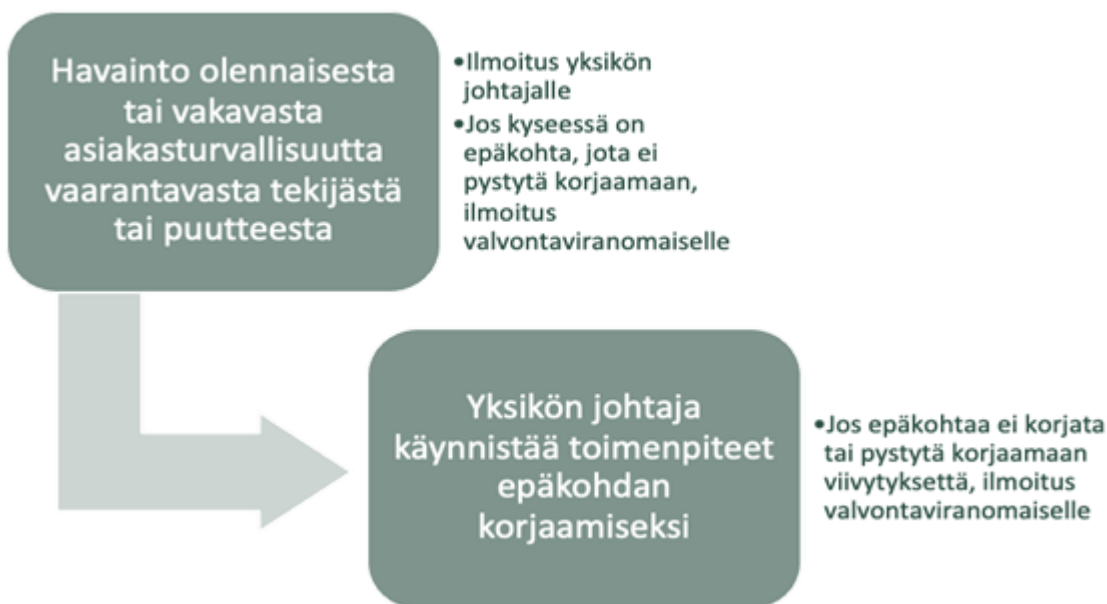 Havainto olennaisesta
tai vakavasta
asiakasturvallisuutta
vaarantavasta tekijästä
tai puutteesta
•Ilmoitus yksikön
johtajalle
•Jos kyseessä on
epäkohta, jota ei
pystytä korjaamaan,
ilmoitus
valvontaviranomaiselle
Yksikön johtaja
käynnistää toimenpiteet
epäkohdan
korjaamiseksi
•Jos epäkohtaa ei korjata
tai pystytä korjaamaan
viivytyksettä, ilmoitus
valvontaviranomaiselle